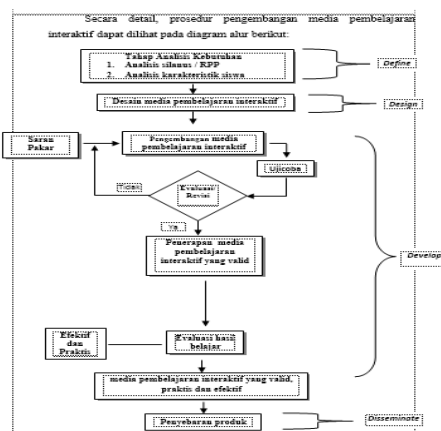 Secara detail, prosedur pengembangan media pembelajaran
interaktif dapat dilihat pada diagram alur berikut:
Tahap Analisis Kebutuhan
1. Analisis silabus / RPP
2. Analisis karakteristik siswa
Define
Desain media pembelajaran interaktif
Design
Saran
Pakar
Pengembangan media
pembelajaran interaktif
Ujicoba
Tidak
Evaluasi/
Revisi
Ya
Penerapan media
pembelajaran
interaktif yang valid
Develop
Efektif
dan
Praktis
Evaluasi hasil
belajar
media pembelajaran interaktif yang valid,
praktis dan efektif
Penyebaran produk
Disseminate